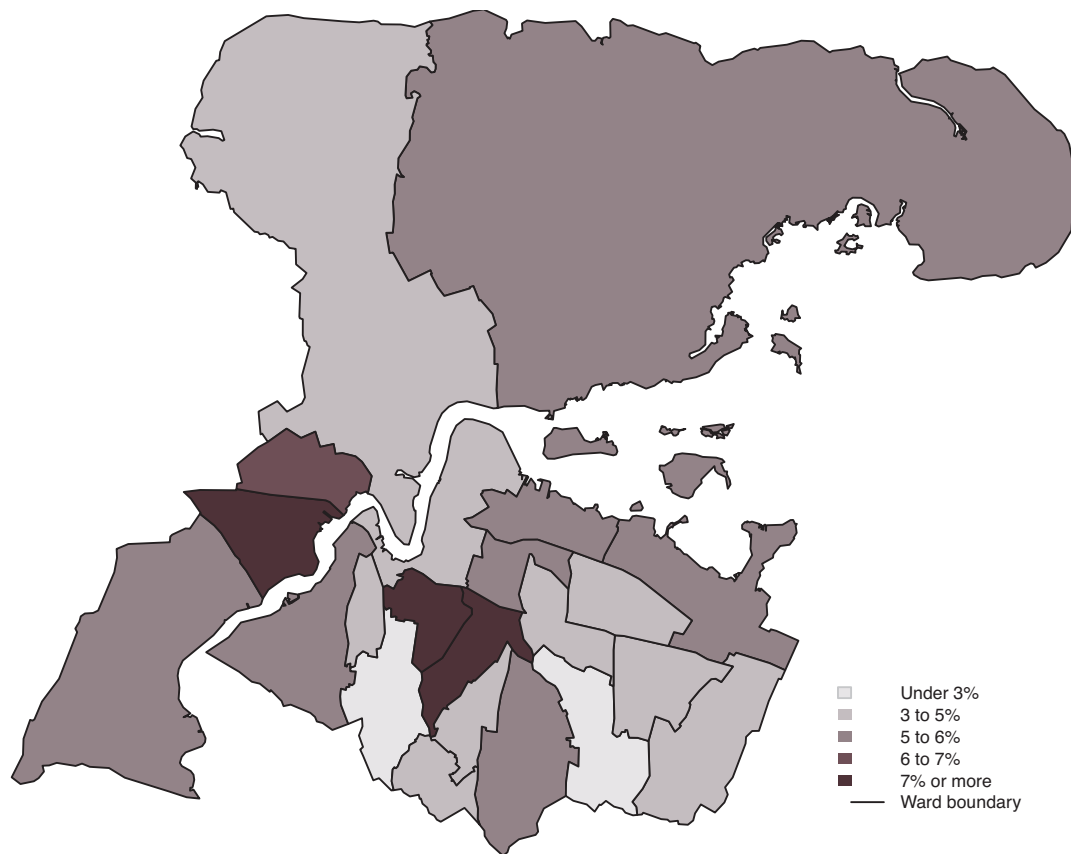 Under 3%
3 to 5%
5 to 6%
6 to 7%
7% or more
Ward boundary